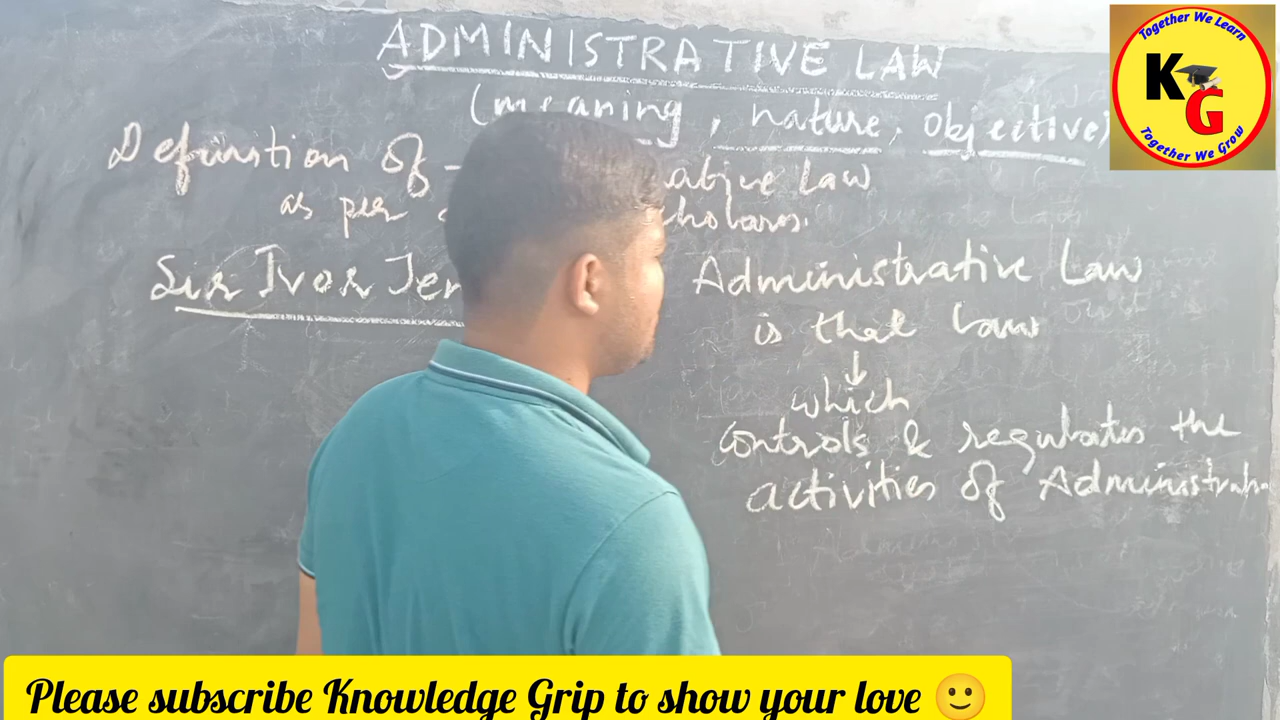 ADMINISTRATIVE LAW
(meaning, nature, objective)
Definition of ative Law
as per cholars.
Sir Ivor Jen Administrative Law
is that law
↓
which
controls & regulates the
activities of Administration
Together We Learn
KG
Together We Grow
Please subscribe Knowledge Grip to show your love 🙂